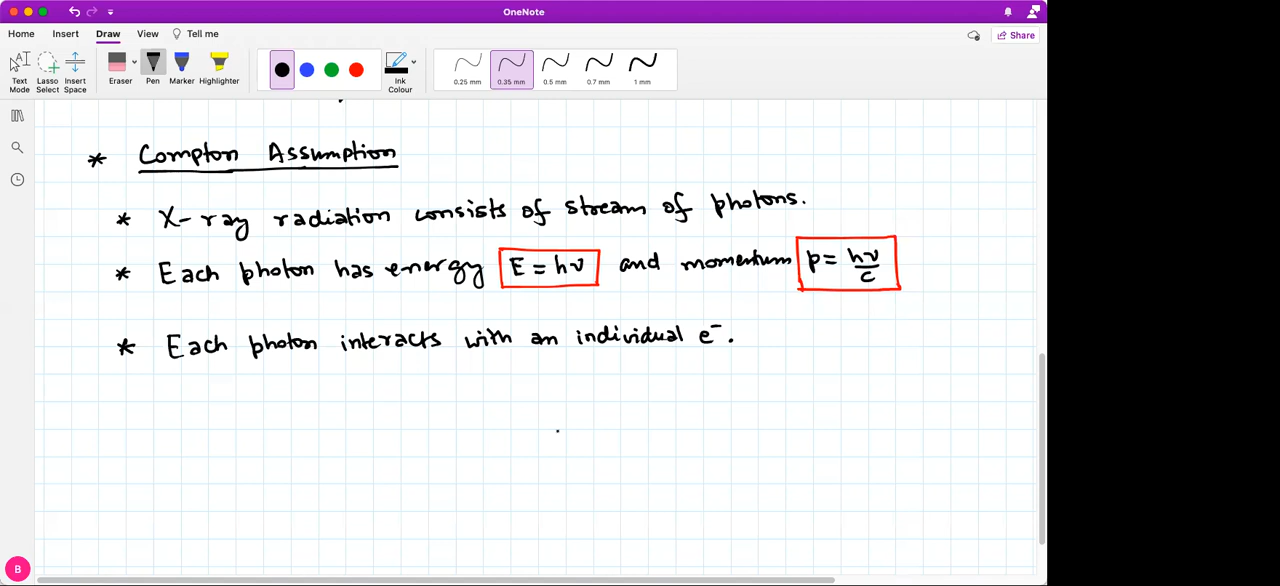 OneNote
Home Insert Draw View Tell me
Share
Text Mode
Lasso Select
Insert Space
Eraser
Pen
Marker
Highlighter
Ink Colour
0.25 mm
0.35 mm
0.5 mm
0.7 mm
1 mm
* Compton Assumption
* X-ray radiation consists of stream of photons.
* Each photon has energy E = hν and momentum p = hν/c
* Each photon interacts with an individual e⁻.
B